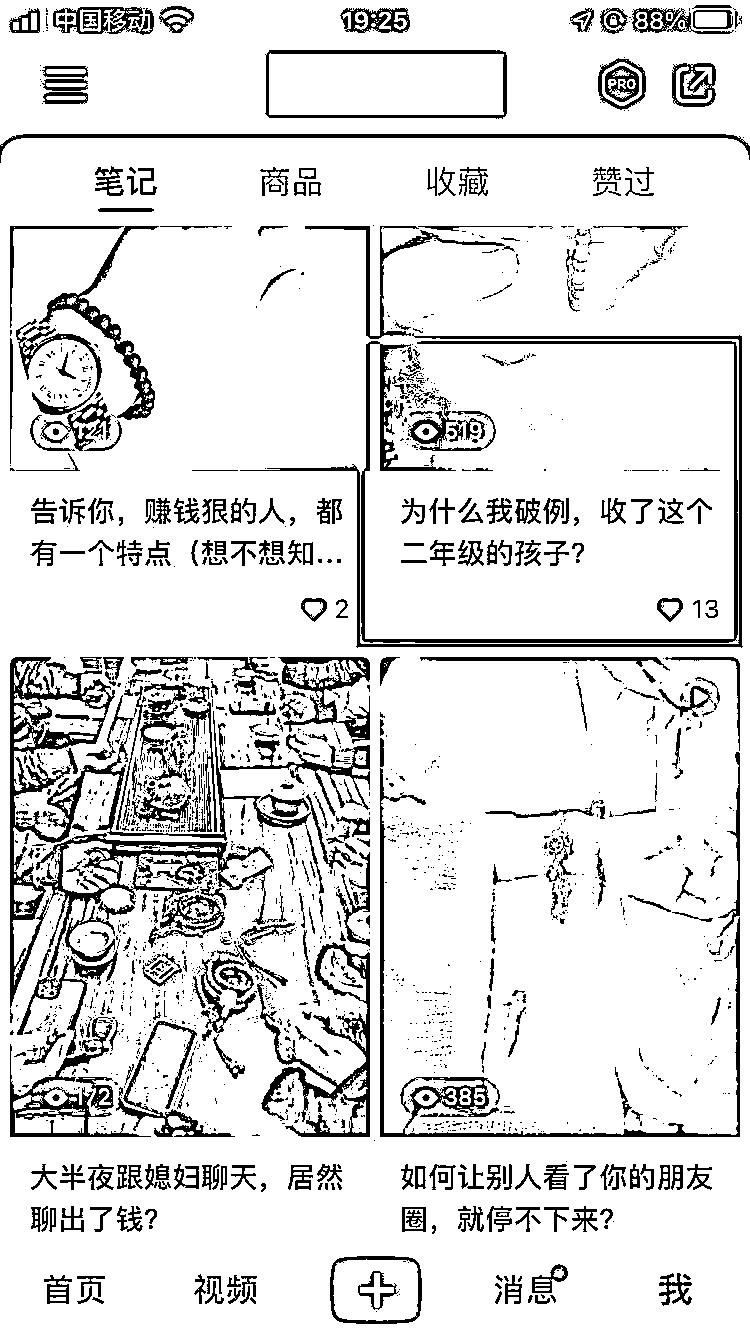 中国移动
19:25
88%
PRO
笔记
商品
收藏
赞过
121
519
告诉你，赚钱狠的人，都
有一个特点（想不想知...
2
为什么我破例，收了这个
二年级的孩子？
13
172
385
大半夜跟媳妇聊天，居然
聊出了钱？
如何让别人看了你的朋友
圈，就停不下来？
首页
视频
消息
我